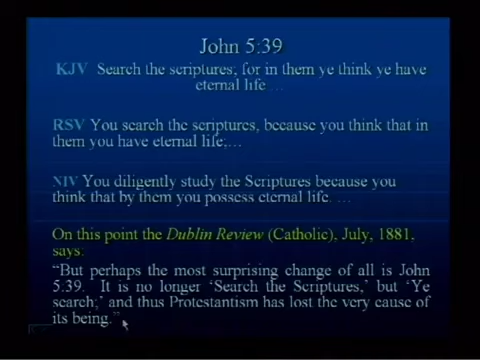 John 5:39
KJV Search the scriptures; for in them ye think ye have
eternal life ...
RSV You search the scriptures, because you think that in
them you have eternal life;...
NIV You diligently study the Scriptures because you
think that by them you possess eternal life. ...
On this point the Dublin Review (Catholic), July, 1881,
says:
“But perhaps the most surprising change of all is John
5.39. It is no longer ‘Search the Scriptures,’ but ‘Ye
search;’ and thus Protestantism has lost the very cause of
its being.”